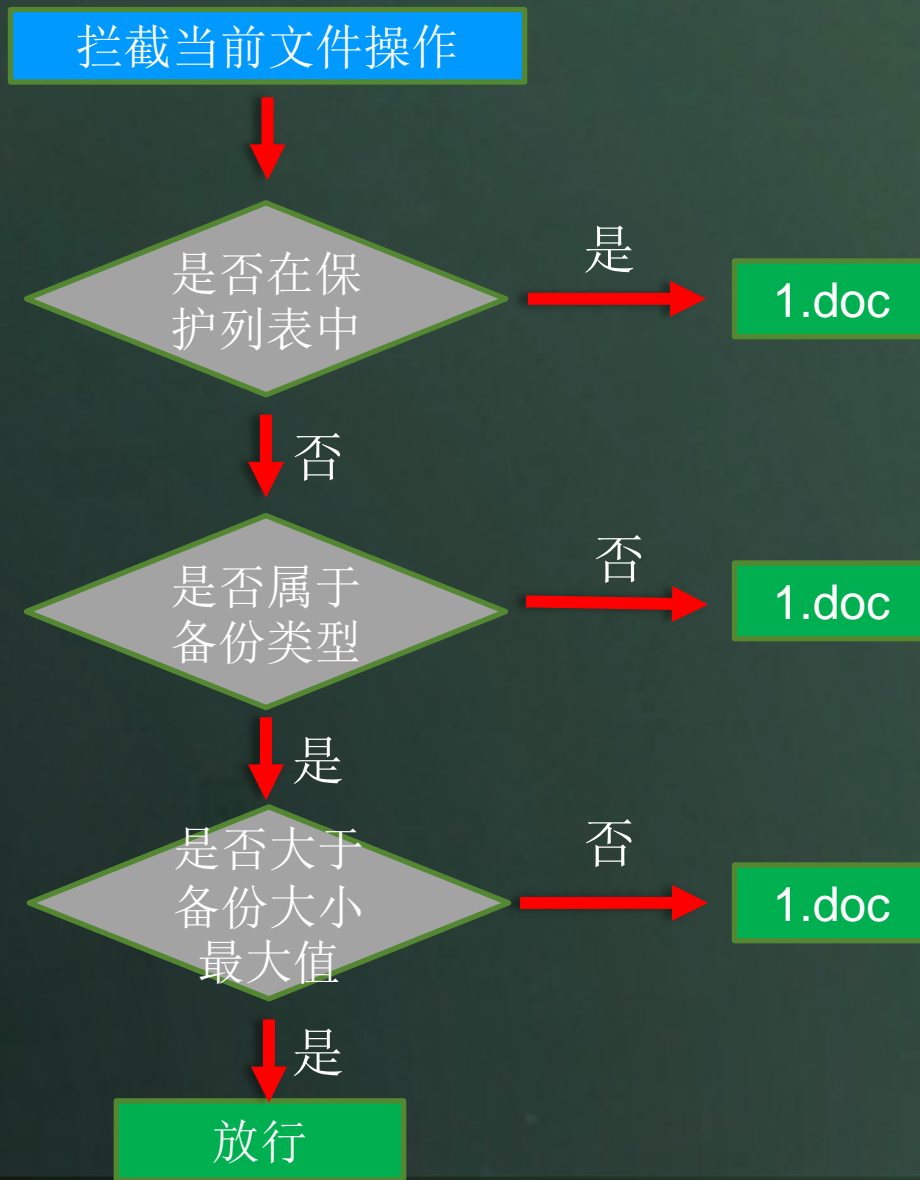 拦截当前文件操作
是否在保
护列表中
是
1.doc
否
是否属于
备份类型
否
1.doc
是
是否大于
备份大小
最大值
否
1.doc
是
放行